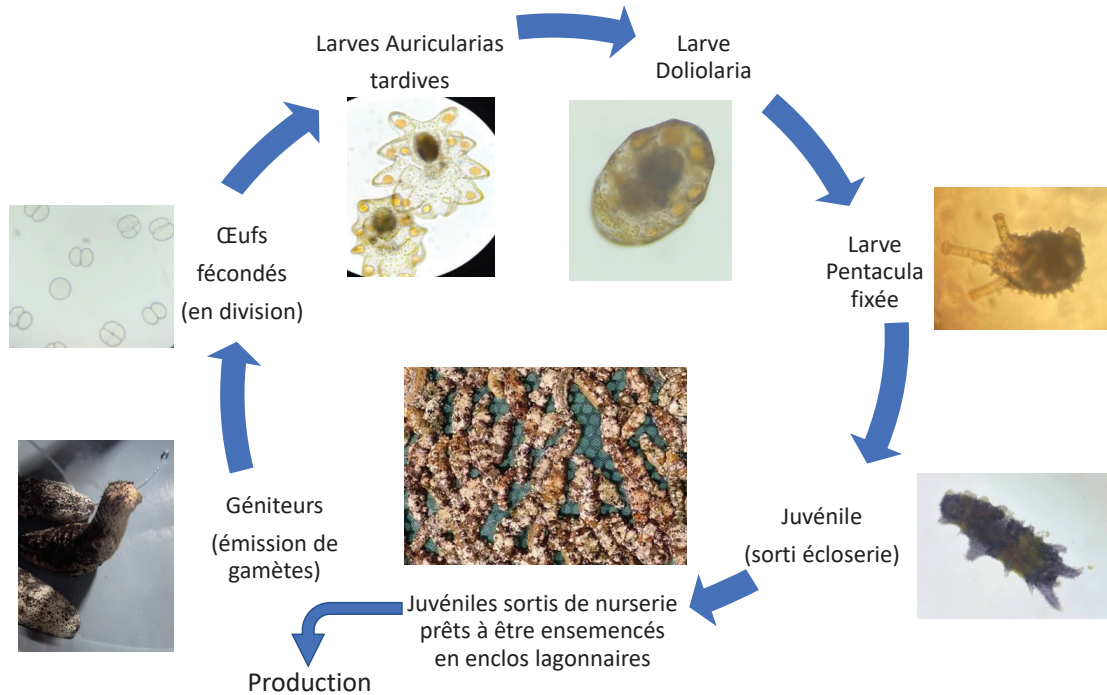 Larves Auricularias
tardives
Larve
Doliolaria
Larve
Pentacula
fixée
Juvénile
(sorti écloserie)
Juvéniles sortis de nurserie
prêts à être ensemencés
en enclos lagonnaires
Production
Géniteurs
(émission de
gamètes)
Œufs
fécondés
(en division)